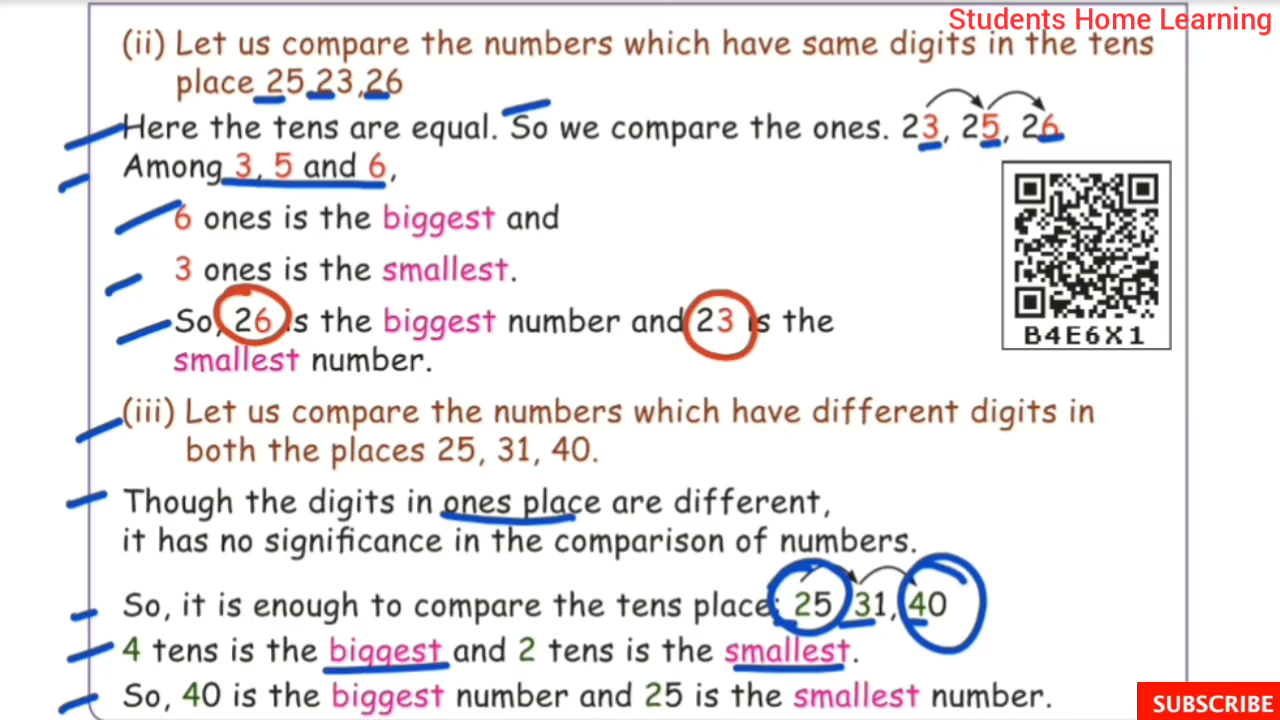 Students Home Learning
(ii) Let us compare the numbers which have same digits in the tens
place 25,23,26
Here the tens are equal. So we compare the ones. 23, 25, 26
Among 3, 5 and 6,
6 ones is the biggest and
3 ones is the smallest.
So, 26 is the biggest number and 23 is the
smallest number.
B4E6X1
(iii) Let us compare the numbers which have different digits in
both the places 25, 31, 40.
Though the digits in ones place are different,
it has no significance in the comparison of numbers.
So, it is enough to compare the tens place: 25, 31, 40
4 tens is the biggest and 2 tens is the smallest.
So, 40 is the biggest number and 25 is the smallest number.
SUBSCRIBE